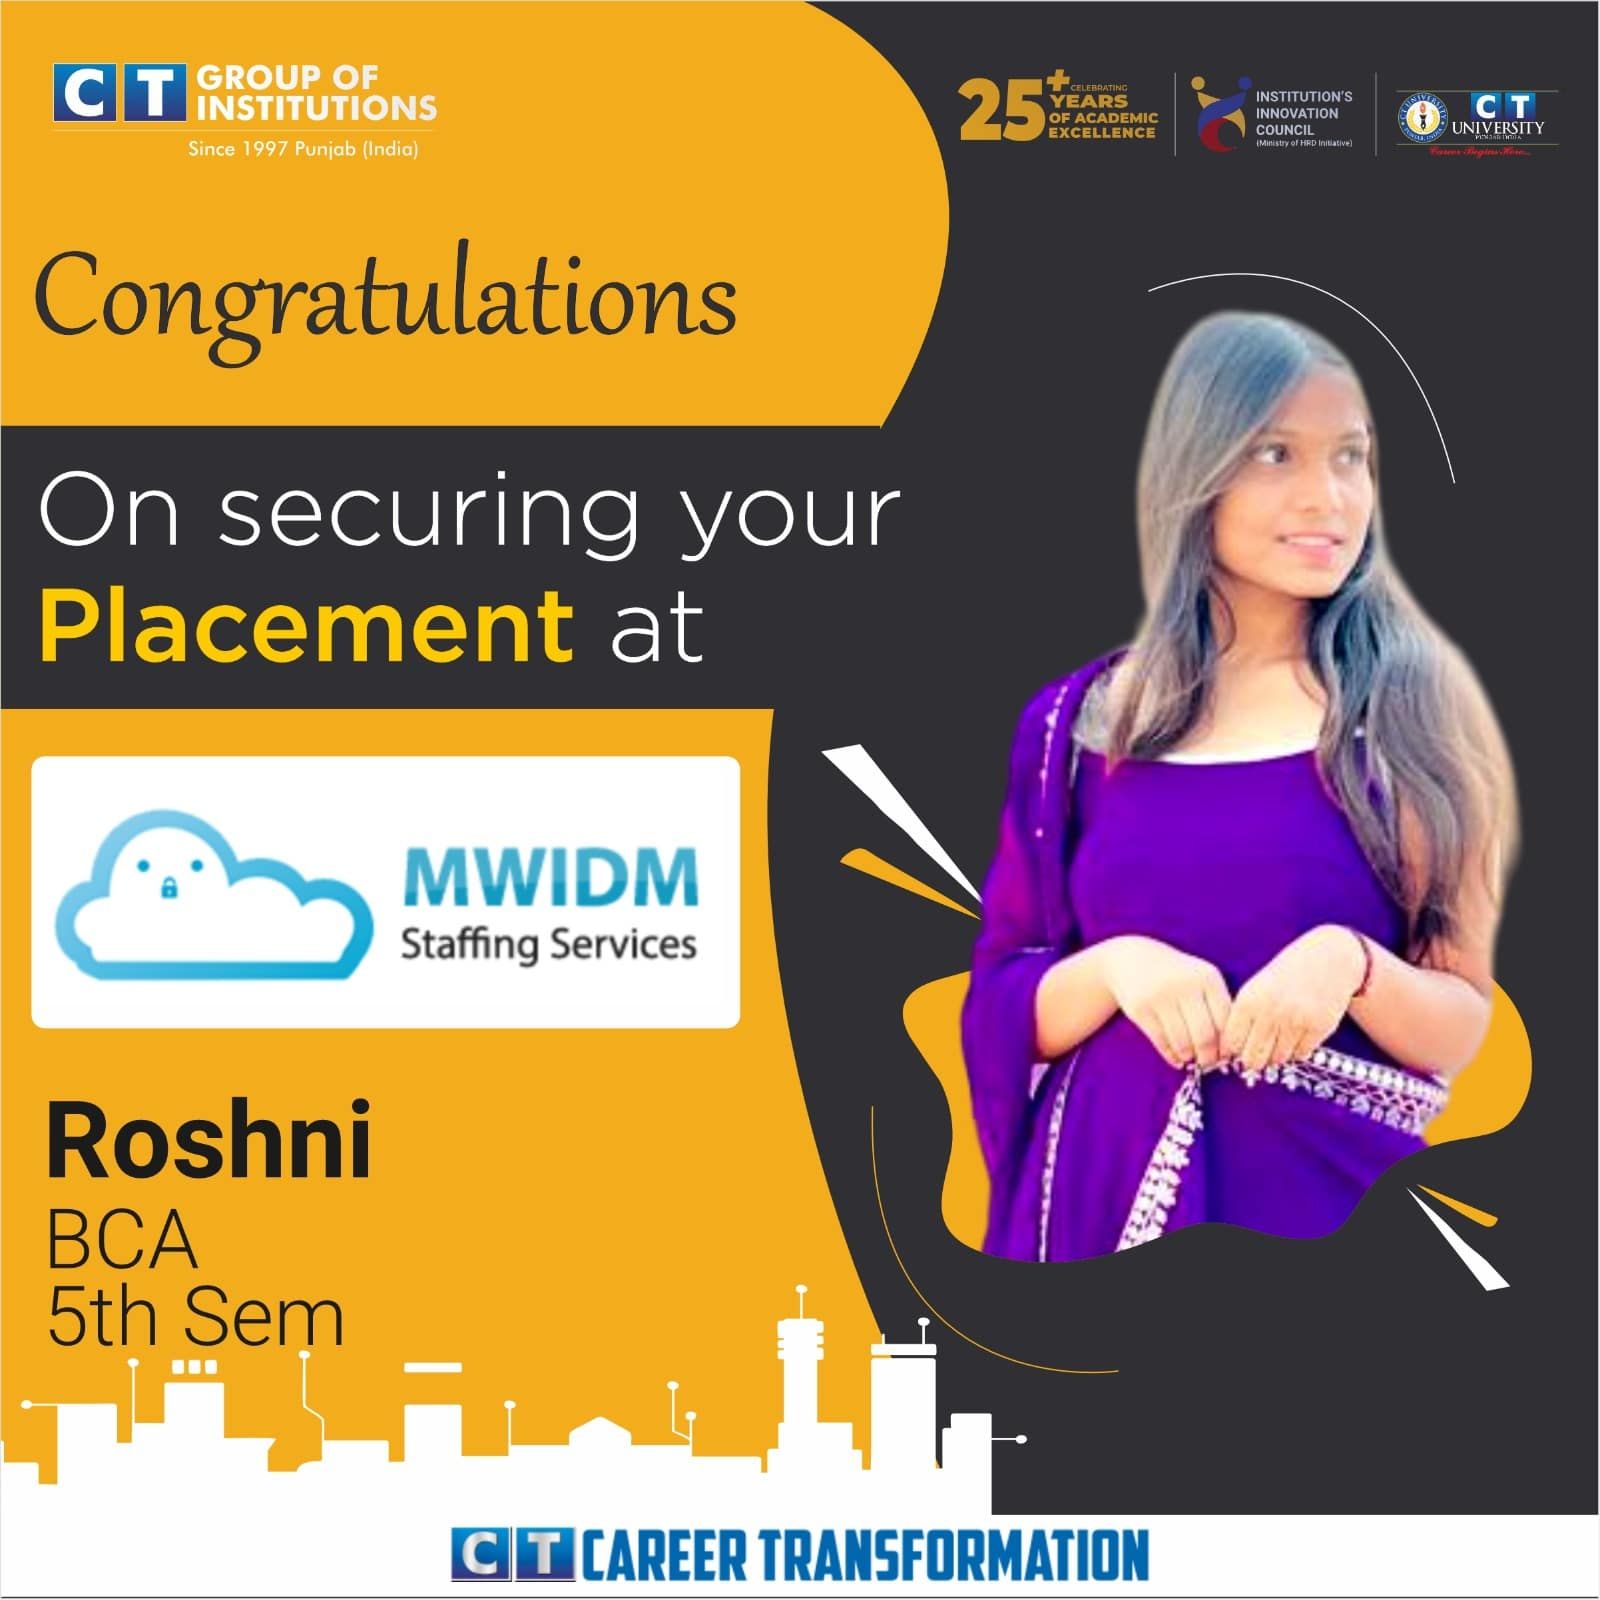 CT GROUP OF
INSTITUTIONS
Since 1997 Punjab (India)
25+ CELEBRATING
YEARS
OF ACADEMIC
EXCELLENCE
INSTITUTION'S
INNOVATION
COUNCIL
(Ministry of HRD Initiative)
CT
UNIVERSITY
PUNJAB INDIA
Career Begins Here...
Congratulations
On securing your
Placement at
MWIDM
Staffing Services
Roshni
BCA
5th Sem
CT CAREER TRANSFORMATION